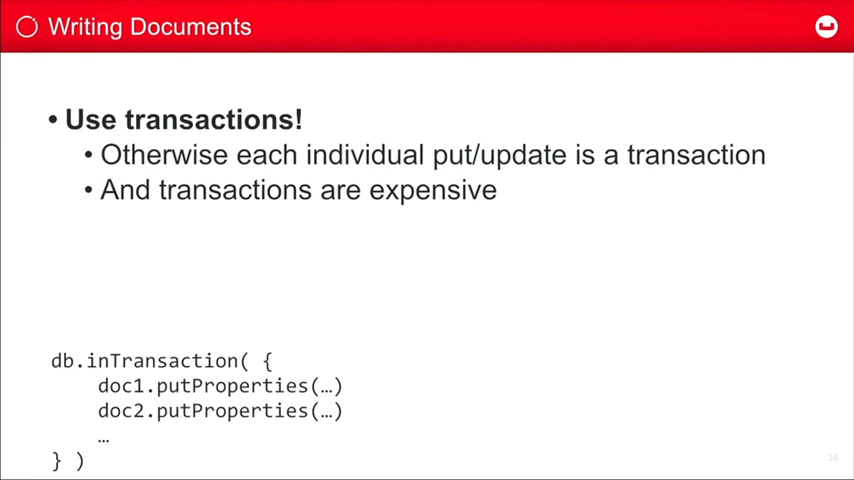 Writing Documents
• Use transactions!
• Otherwise each individual put/update is a transaction
• And transactions are expensive
db.inTransaction( {
doc1.putProperties(…)
doc2.putProperties(…)
…
} )
34